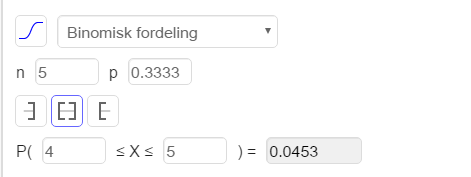 Binomisk fordeling
n 5 p 0.3333
P( 4 ≤ X ≤ 5 ) = 0.0453